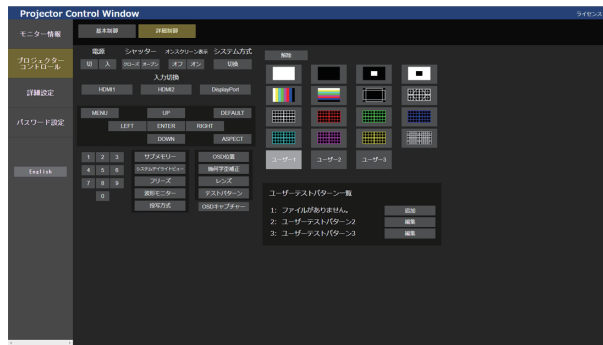 Projector Control Window
ライセンス
モニター情報
プロジェクター
コントロール
詳細設定
パスワード設定
English
基本制御
詳細制御
電源
シャッター
オンスクリーン表示
システム方式
切
入
クローズ
オープン
オフ
オン
切換
入力切換
HDMI1
HDMI2
DisplayPort
MENU
UP
DEFAULT
LEFT
ENTER
RIGHT
DOWN
ASPECT
1
2
3
4
5
6
7
8
9
0
サブメモリー
システムデイライトビュー
フリーズ
波形モニター
投写方式
OSD位置
幾何学歪補正
レンズ
テストパターン
OSDキャプチャー
解除
ユーザー1
ユーザー2
ユーザー3
ユーザーテストパターン一覧
1: ファイルがありません。
追加
2: ユーザーテストパターン2
編集
3: ユーザーテストパターン3
編集